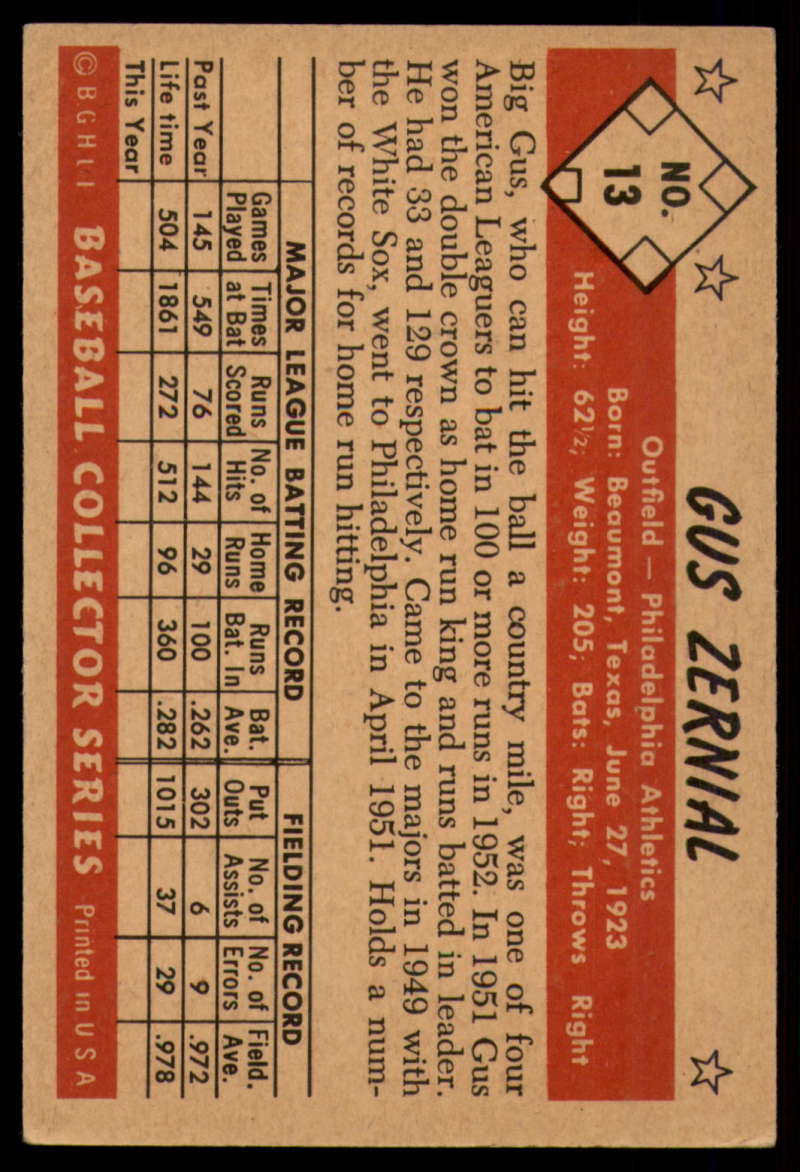 GUS ZERNIAL
NO.
13
Outfield — Philadelphia Athletics
Born: Beaumont, Texas, June 27, 1923
Height: 62½; Weight: 205; Bats: Right; Throws Right
Big Gus, who can hit the ball a country mile, was one of four
American Leaguers to bat in 100 or more runs in 1952. In 1951 Gus
won the double crown as home run king and runs batted in leader.
He had 33 and 129 respectively. Came to the majors in 1949 with
the White Sox, went to Philadelphia in April 1951. Holds a num-
ber of records for home run hitting.
MAJOR LEAGUE BATTING RECORD FIELDING RECORD
Games Times Runs No. of Home Runs Bat. Put No. of No. of Field.
Played at Bat Scored Hits Runs Bat. In Ave. Outs Assists Errors Ave.
Past Year 145 549 76 144 29 100 .262 302 6 9 .972
Life time 504 1861 272 512 96 360 .282 1015 37 29 .978
This Year
© B G H L I BASEBALL COLLECTOR SERIES Printed in U S A